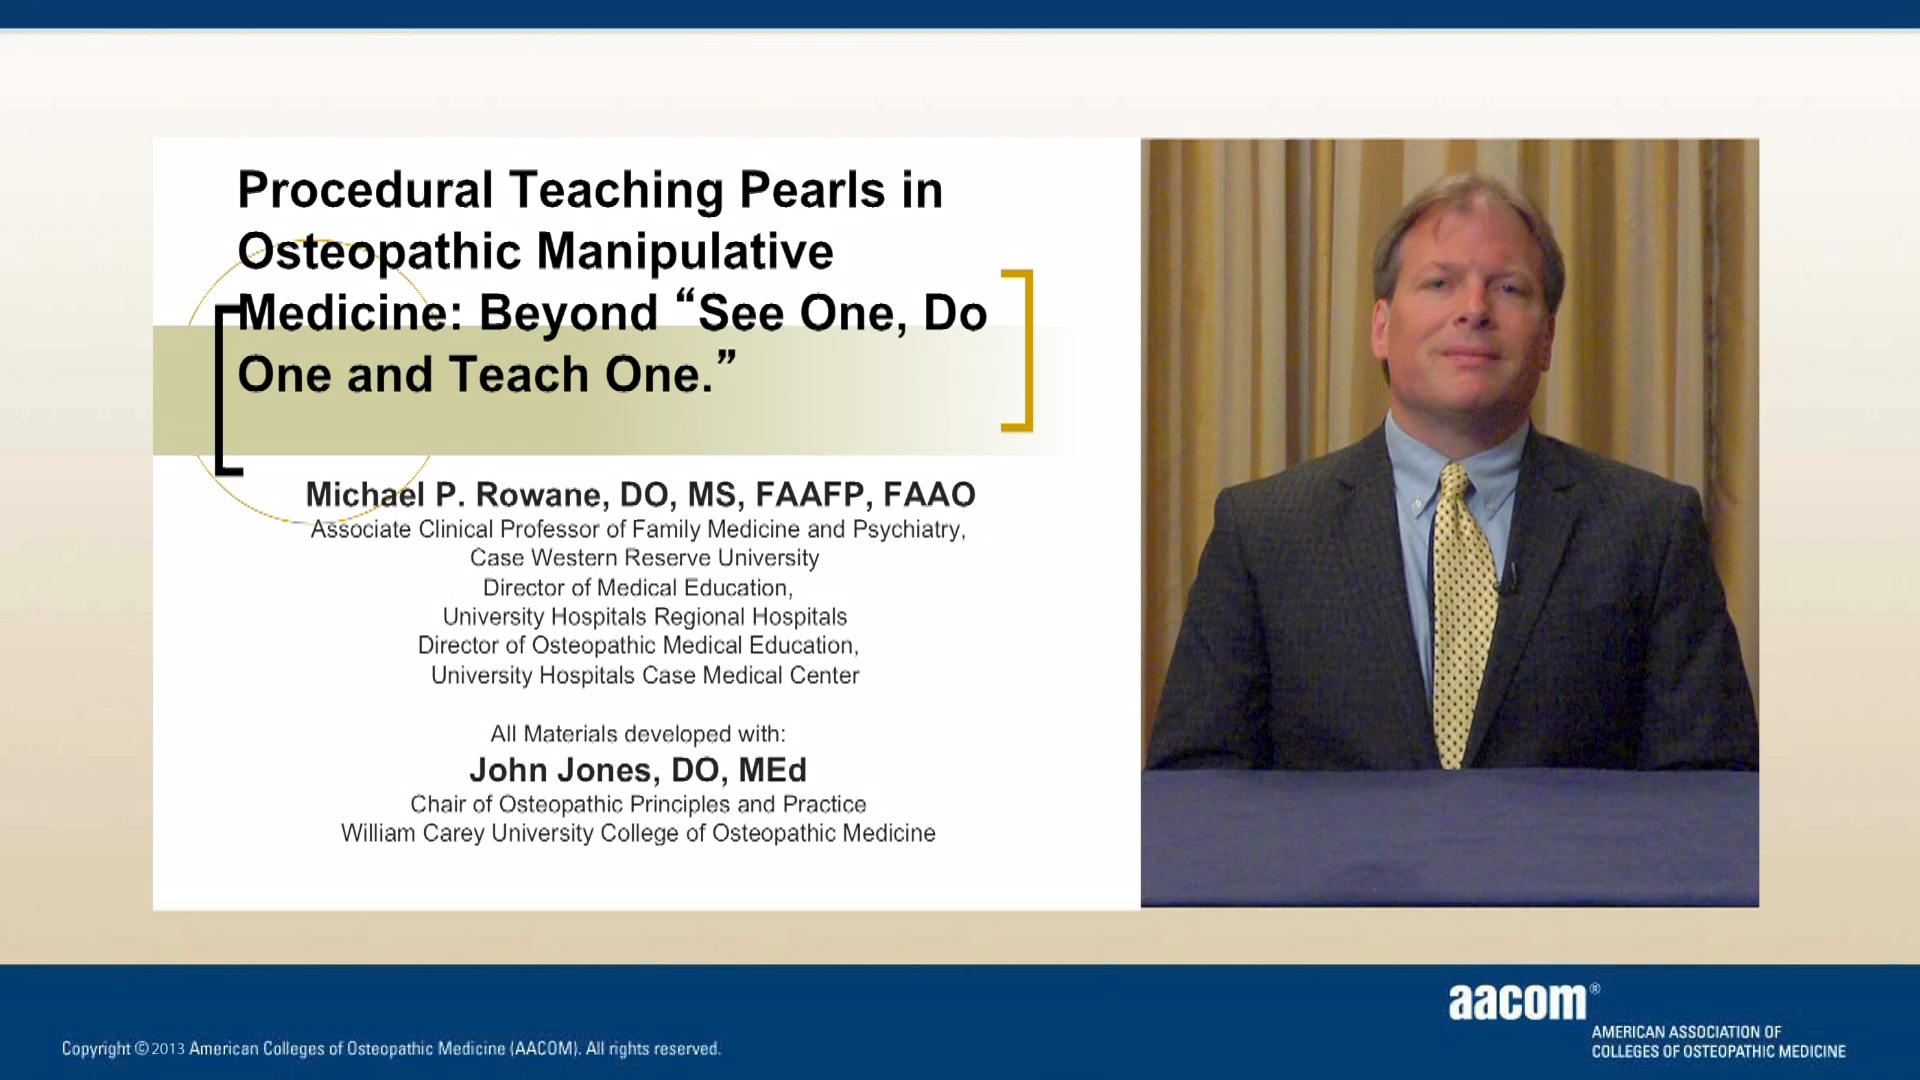 Procedural Teaching Pearls in
Osteopathic Manipulative
Medicine: Beyond “See One, Do
One and Teach One.”
Michael P. Rowane, DO, MS, FAAFP, FAAO
Associate Clinical Professor of Family Medicine and Psychiatry,
Case Western Reserve University
Director of Medical Education,
University Hospitals Regional Hospitals
Director of Osteopathic Medical Education,
University Hospitals Case Medical Center
All Materials developed with:
John Jones, DO, MEd
Chair of Osteopathic Principles and Practice
William Carey University College of Osteopathic Medicine
aacom®
AMERICAN ASSOCIATION OF
COLLEGES OF OSTEOPATHIC MEDICINE
Copyright © 2013 American Colleges of Osteopathic Medicine (AACOM). All rights reserved.